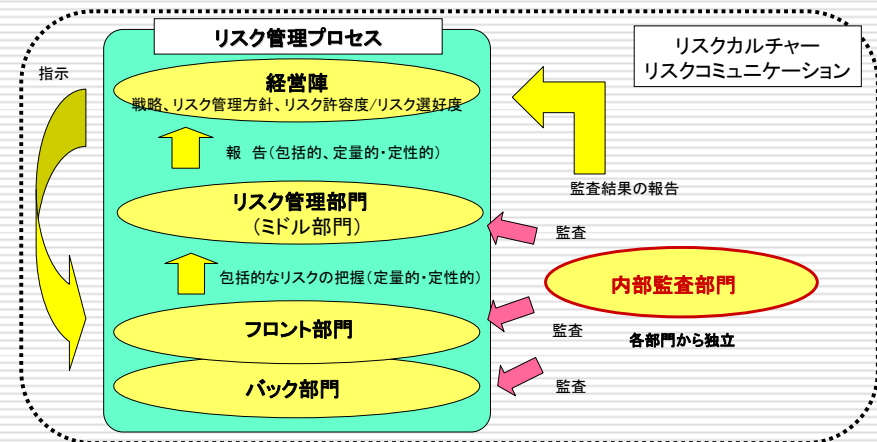 リスク管理プロセス
リスクカルチャー
リスクコミュニケーション
指示
経営陣
戦略、リスク管理方針、リスク許容度/リスク選好度
報 告(包括的、定量的・定性的)
監査結果の報告
リスク管理部門
(ミドル部門)
監査
包括的なリスクの把握(定量的・定性的)
内部監査部門
フロント部門
監査
各部門から独立
バック部門
監査